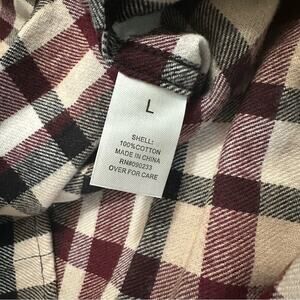 L
SHELL:
100%COTTON
MADE IN CHINA
RN#090233
OVER FOR CARE